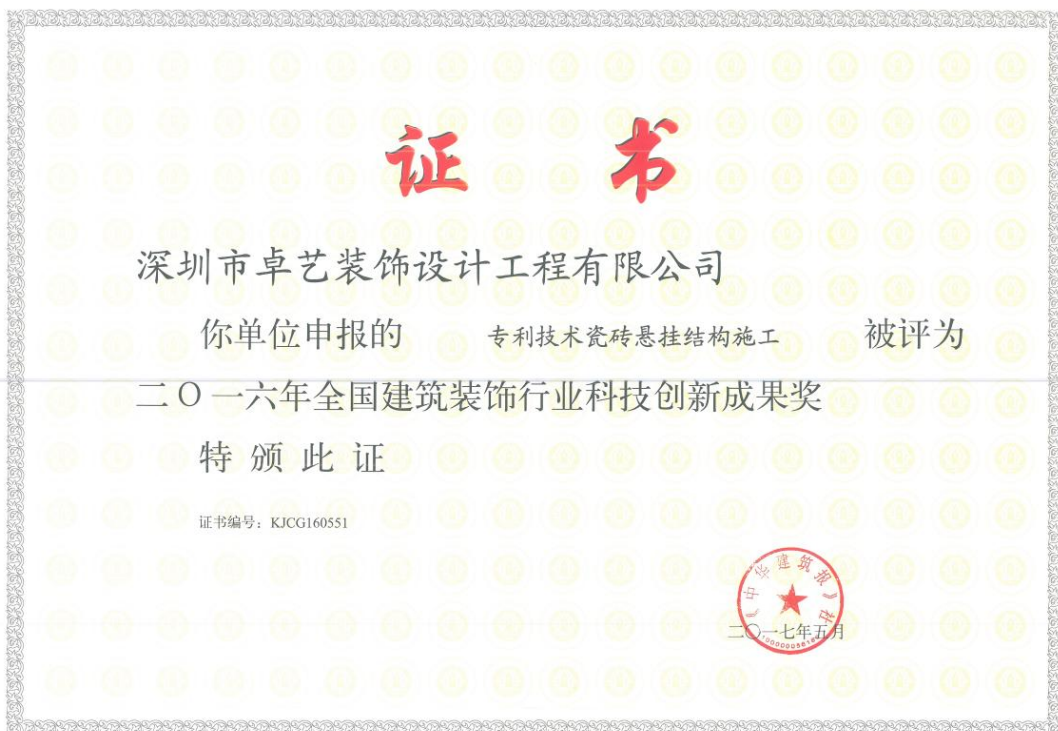 证 书
深圳市卓艺装饰设计工程有限公司
你单位申报的 专利技术瓷砖悬挂结构施工 被评为
二〇一六年全国建筑装饰行业科技创新成果奖
特颁此证
证书编号：KJCG160551
《中华建筑报》社
二〇一七年五月